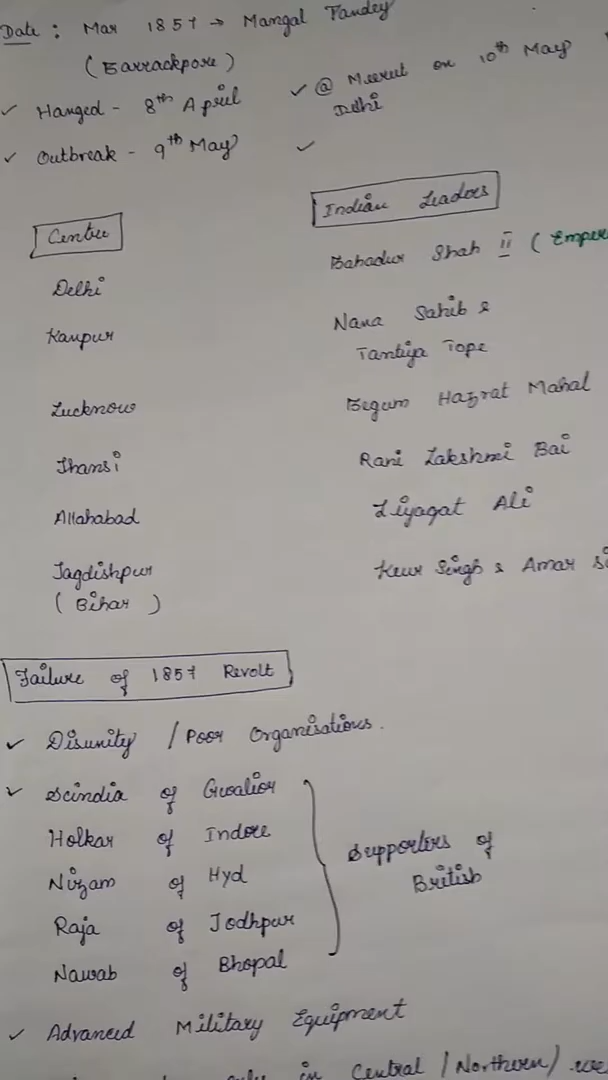 Date : Mar 1857 → Mangal Pandey
(Barrackpore)
✓ Hanged - 8th April
✓ @ Meerut on 10th May
Delhi
✓ Outbreak - 9th May
✓
Centre
Indian Leaders
Delhi
Bahadur Shah II (Emper
Kanpur
Nana Sahib &
Tantiya Tope
Lucknow
Begum Hazrat Mahal
Jhansi
Rani Lakshmi Bai
Allahabad
Liyaqat Ali
Jagdishpur
(Bihar)
Kuur Singh & Amar Si
Failure of 1857 Revolt
✓ Disunity / Poor Organisations.
✓ Scindia of Gwalior
Holkar of Indore
Nizam of Hyd
Raja of Jodhpur
Nawab of Bhopal
Supporters of
British
✓ Advanced Military Equipment
in Central / Northern /